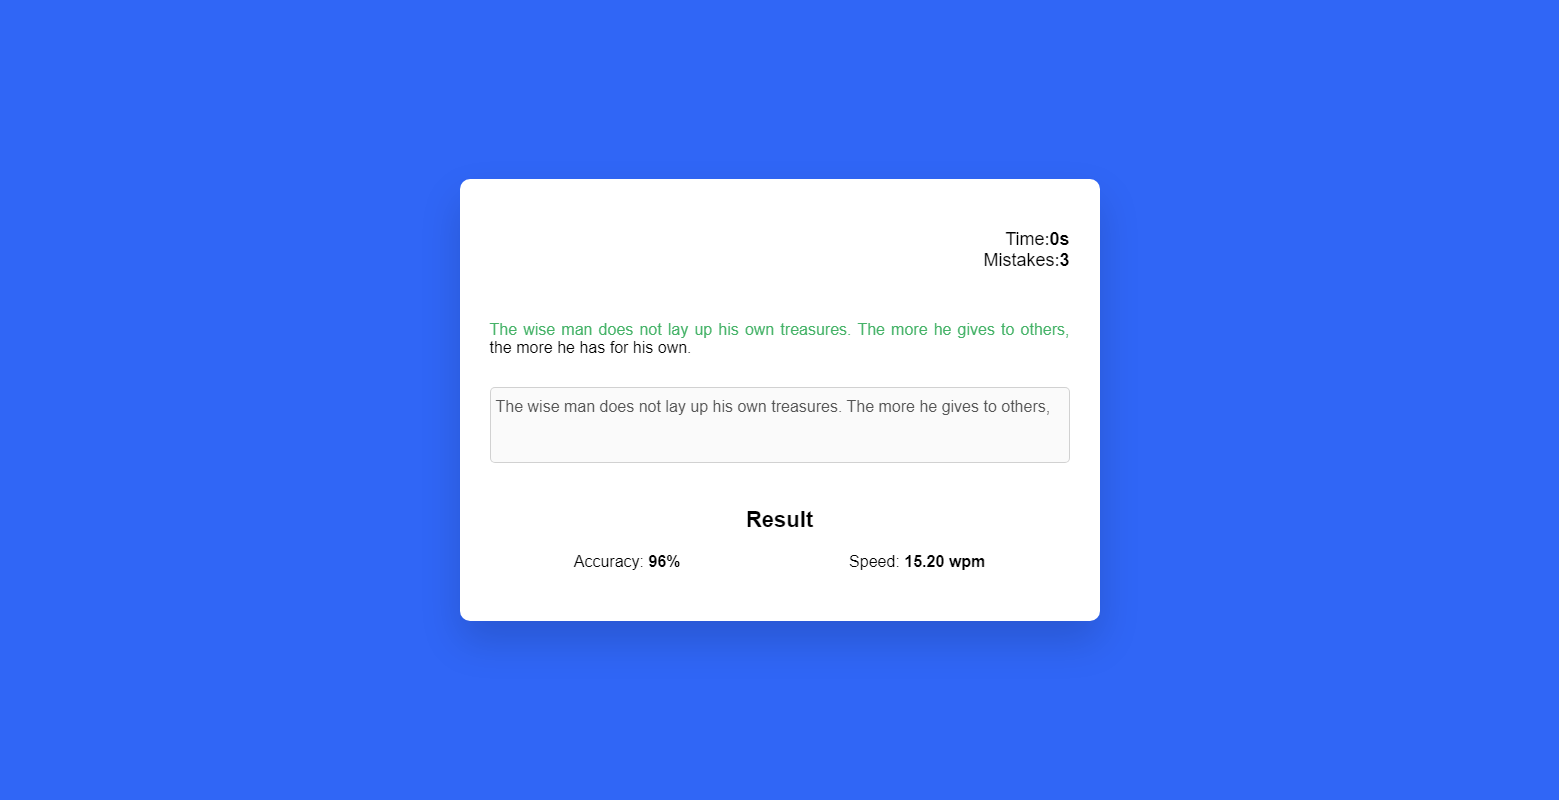 Time:0s
Mistakes:3
The wise man does not lay up his own treasures. The more he gives to others,
the more he has for his own.
The wise man does not lay up his own treasures. The more he gives to others,
Result
Accuracy: 96% Speed: 15.20 wpm